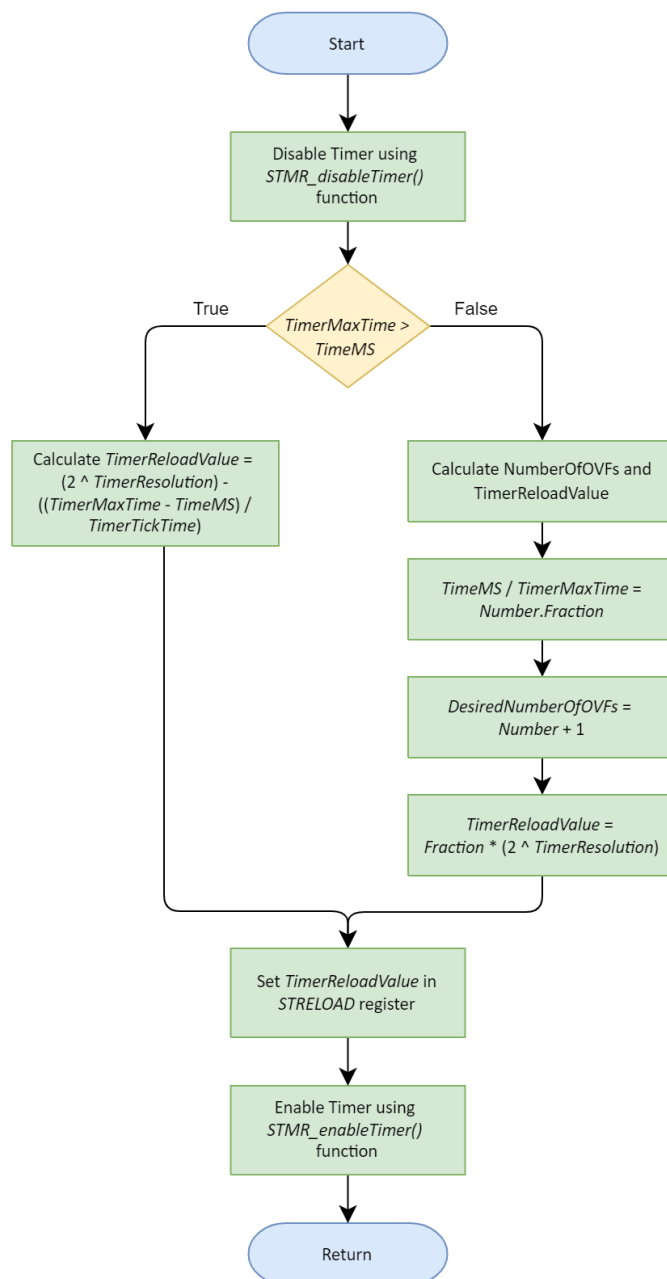 Start
Disable Timer using
STMR_disableTimer()
function
True
False
TimerMaxTime >
TimeMS
Calculate TimerReloadValue =
(2 ^ TimerResolution) -
((TimerMaxTime - TimeMS) /
TimerTickTime)
Calculate NumberOfOVFs and
TimerReloadValue
TimeMS / TimerMaxTime =
Number.Fraction
DesiredNumberOfOVFs =
Number + 1
TimerReloadValue =
Fraction * (2 ^ TimerResolution)
Set TimerReloadValue in
STRELOAD register
Enable Timer using
STMR_enableTimer()
function
Return